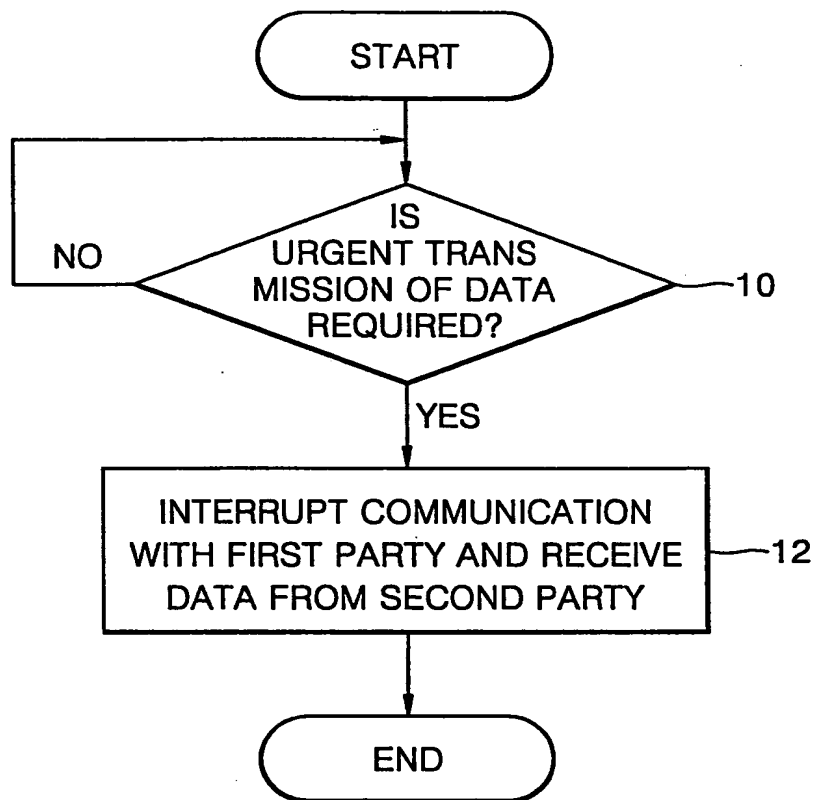 START
IS
URGENT TRANS
MISSION OF DATA
REQUIRED?
NO
10
YES
INTERRUPT COMMUNICATION
WITH FIRST PARTY AND RECEIVE
DATA FROM SECOND PARTY
12
END